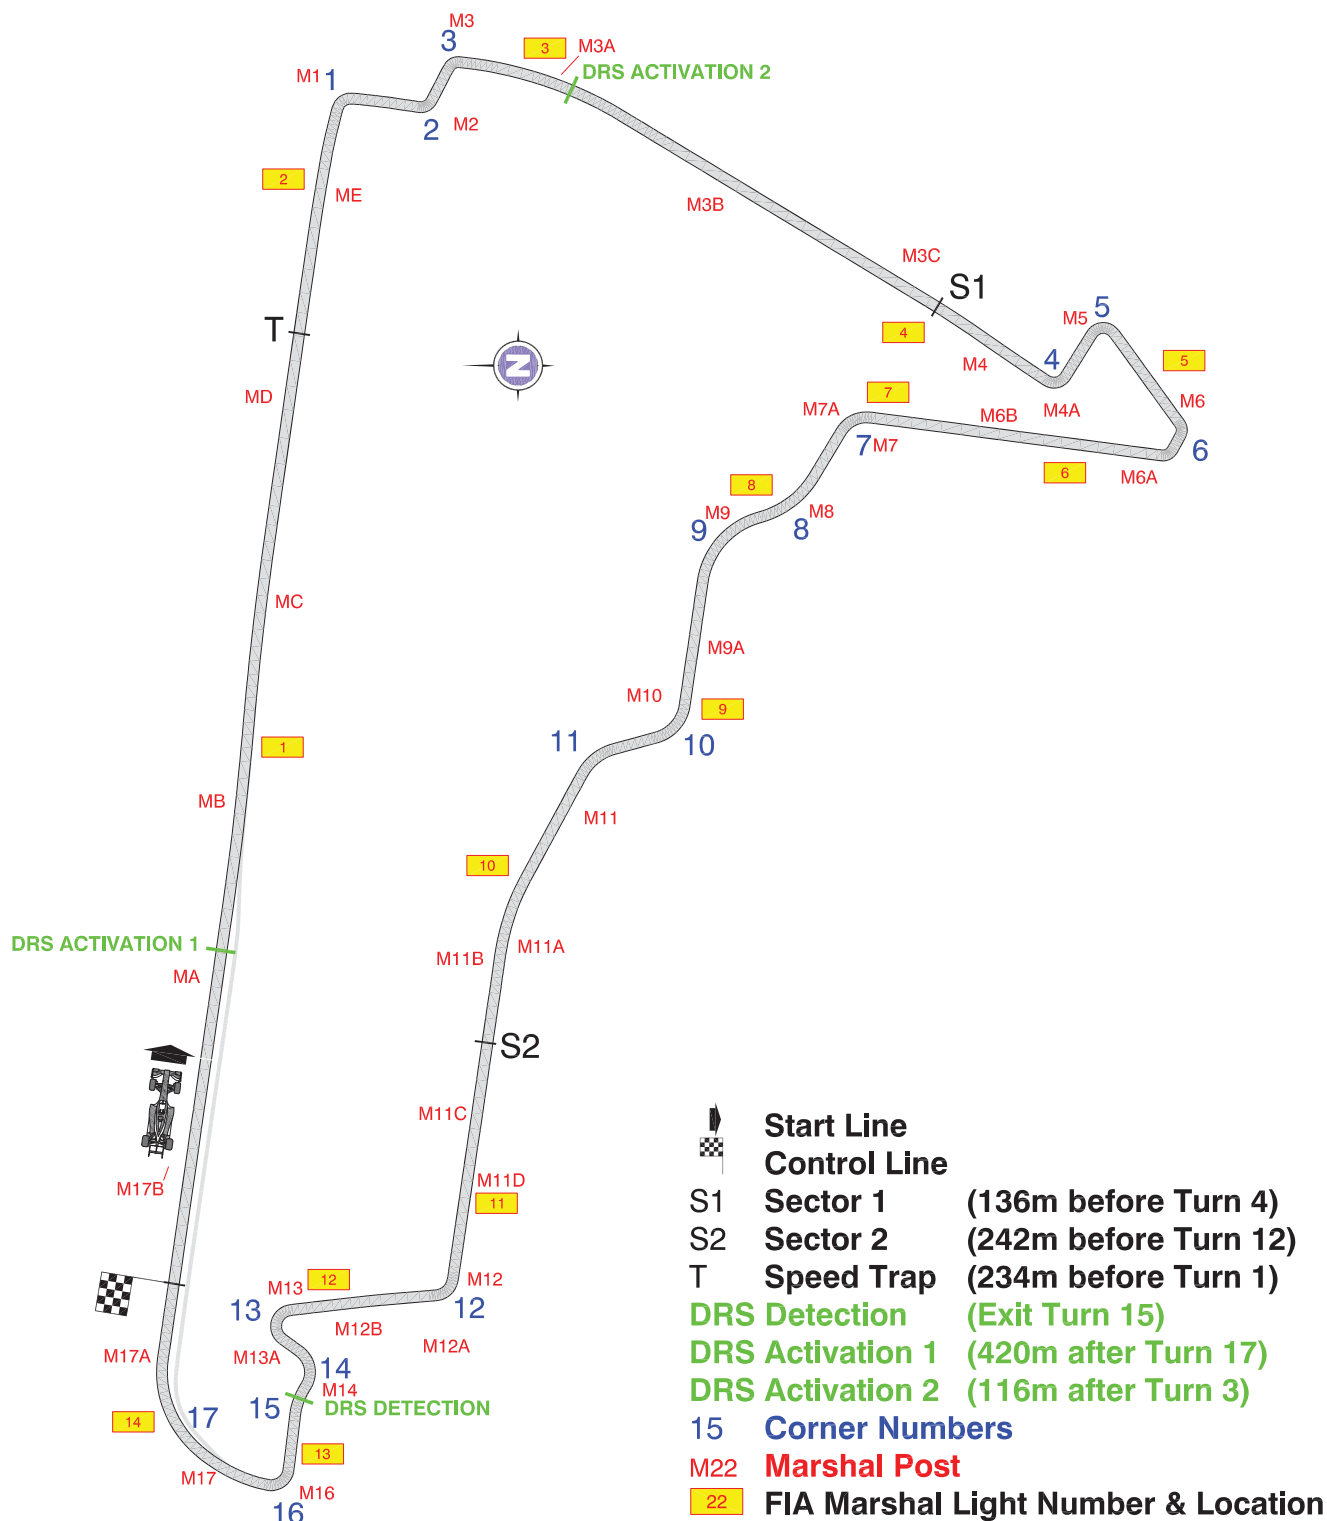 M3
3
3
M3A
DRS ACTIVATION 2
M1
1
2
M2
2
ME
M3B
M3C
S1
T
4
M5
5
4
5
M4
MD
N
7
M7A
M6B
M4A
M6
7
M7
6
6
M6A
8
M9
M8
9
8
MC
M9A
M10
9
11
10
1
MB
M11
10
DRS ACTIVATION 1
M11B
M11A
MA
S2
M11C
M17B
M11D
11
M13
12
M12
13
12
M12B
M12A
M17A
M13A
14
M14
15
DRS DETECTION
14
17
13
M17
M16
16
Start Line
Control Line
S1 Sector 1 (136m before Turn 4)
S2 Sector 2 (242m before Turn 12)
T Speed Trap (234m before Turn 1)
DRS Detection (Exit Turn 15)
DRS Activation 1 (420m after Turn 17)
DRS Activation 2 (116m after Turn 3)
15 Corner Numbers
M22 Marshal Post
22 FIA Marshal Light Number & Location